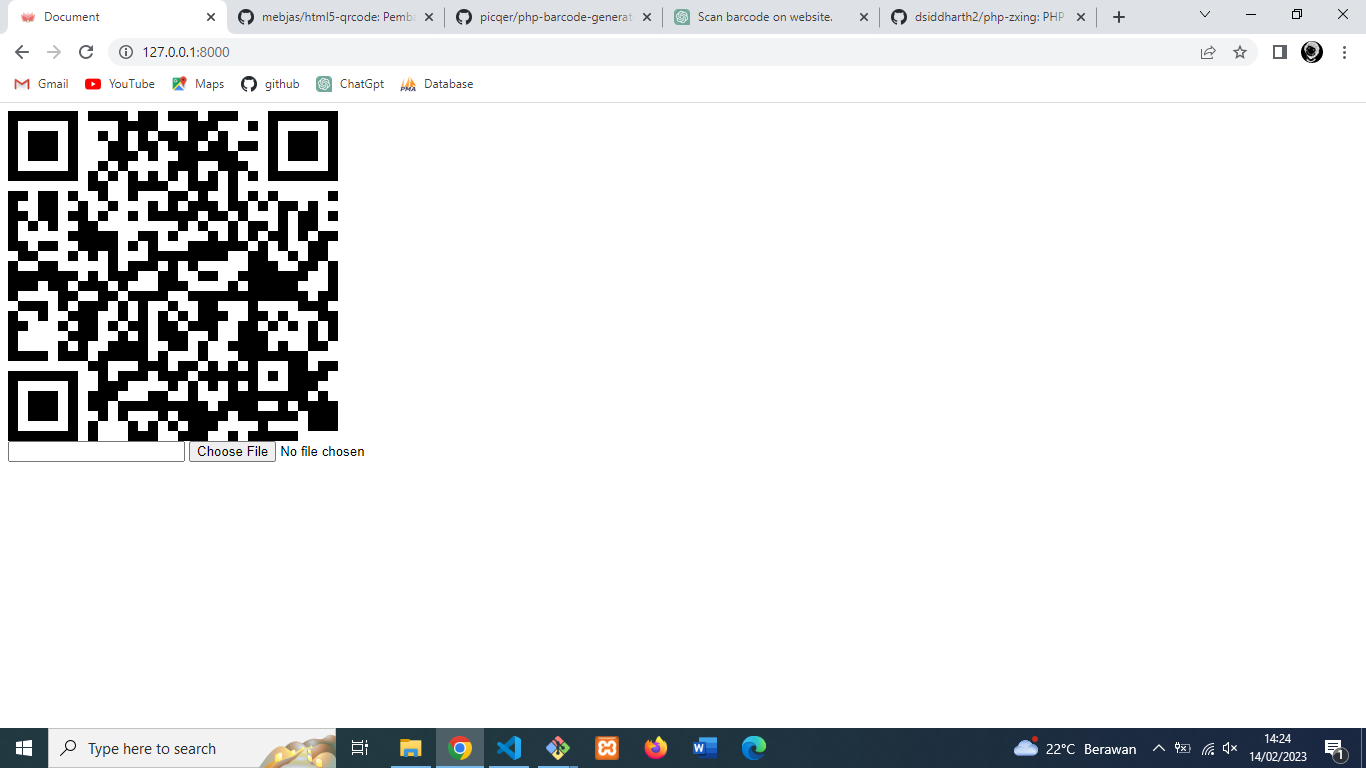 Document
mebjas/html5-qrcode: Pemba
picqer/php-barcode-generat
Scan barcode on website.
dsiddharth2/php-zxing: PHP
127.0.0.1:8000
Gmail
YouTube
Maps
github
ChatGpt
PMA
Database
Choose File
No file chosen
Type here to search
22°C Berawan
14:24
14/02/2023
1